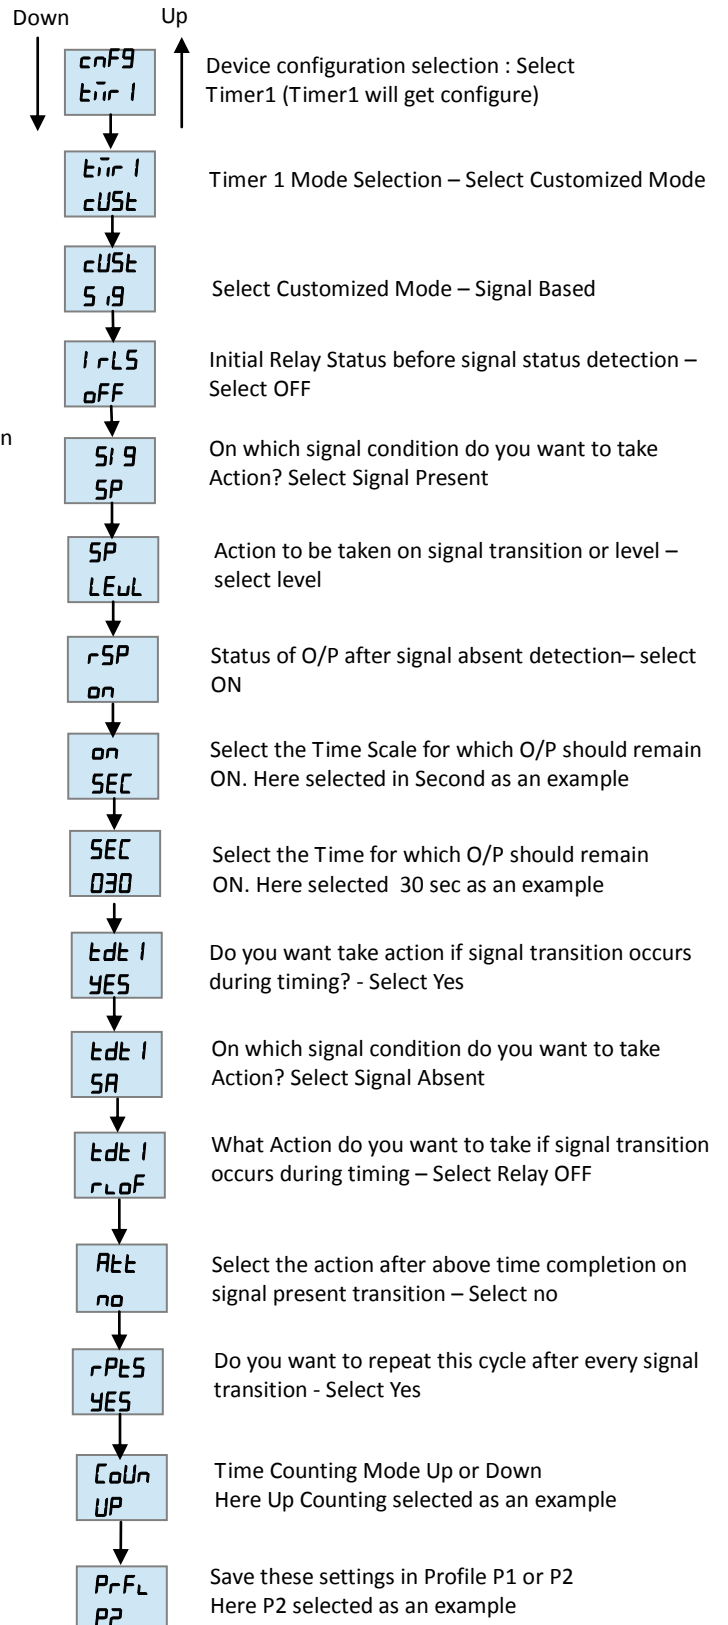 Down Up
cnFg
tmr 1
Device configuration selection : Select
Timer1 (Timer1 will get configure)
tmr 1
cUSt
Timer 1 Mode Selection – Select Customized Mode
cUSt
Sig
Select Customized Mode – Signal Based
IrLS
oFF
Initial Relay Status before signal status detection –
Select OFF
n
SIg
SP
On which signal condition do you want to take
Action? Select Signal Present
SP
LEvL
Action to be taken on signal transition or level –
select level
rSP
on
Status of O/P after signal absent detection– select
ON
on
SEC
Select the Time Scale for which O/P should remain
ON. Here selected in Second as an example
SEC
030
Select the Time for which O/P should remain
ON. Here selected 30 sec as an example
tdt 1
YES
Do you want take action if signal transition occurs
during timing? - Select Yes
tdt 1
SA
On which signal condition do you want to take
Action? Select Signal Absent
tdt 1
rLoF
What Action do you want to take if signal transition
occurs during timing – Select Relay OFF
Att
no
Select the action after above time completion on
signal present transition – Select no
rPtS
YES
Do you want to repeat this cycle after every signal
transition - Select Yes
CoUn
UP
Time Counting Mode Up or Down
Here Up Counting selected as an example
PrFL
P2
Save these settings in Profile P1 or P2
Here P2 selected as an example